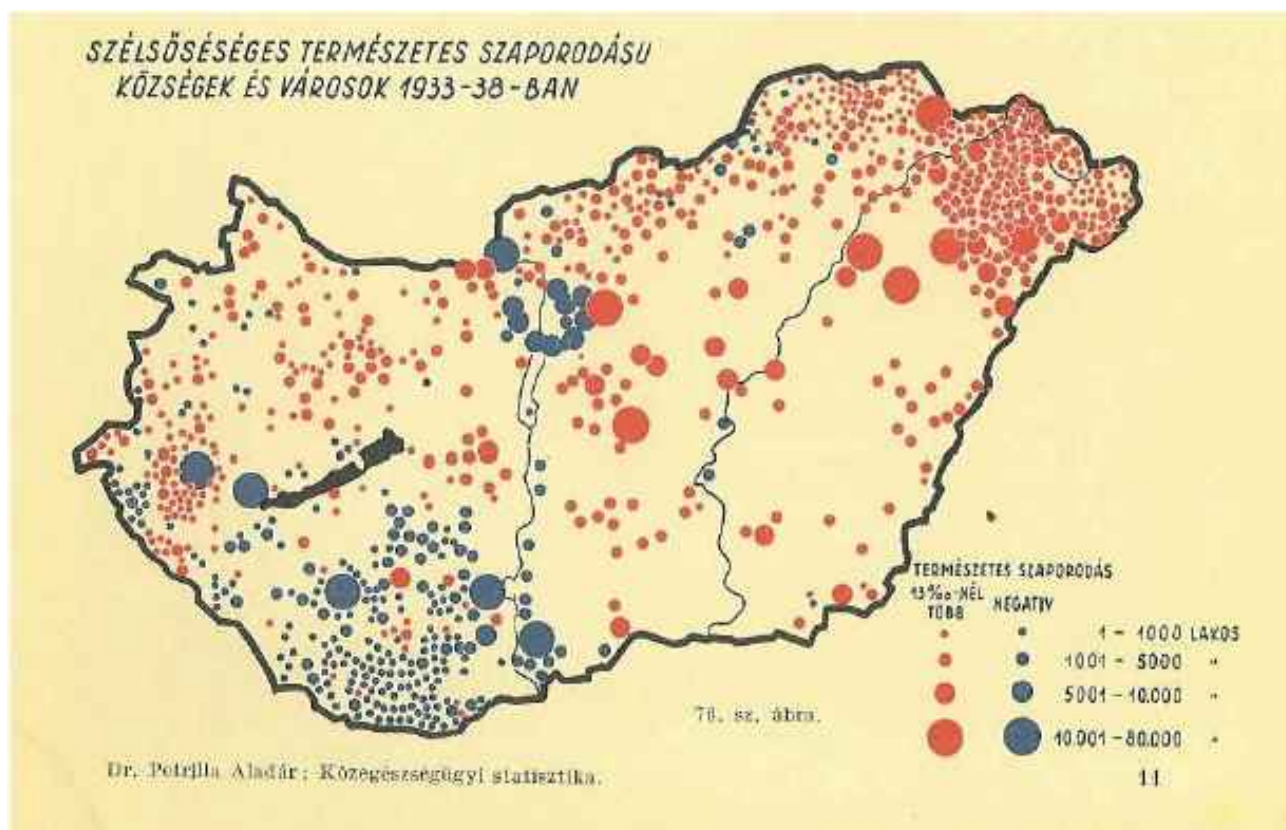 SZÉLSŐSÉGES TERMÉSZETES SZAPORODÁSU
KÖZSÉGEK ÉS VÁROSOK 1933-38-BAN
TERMÉSZETES SZAPORODÁS
13‰-NÉL TÖBB NEGATIV
1 - 1000 LAKOS
1001 - 5000 "
5001 - 10.000 "
10.001 - 80.000 "
76. sz. ábra.
Dr. Petrilla Aladár: Közegészségügyi statisztika.
11